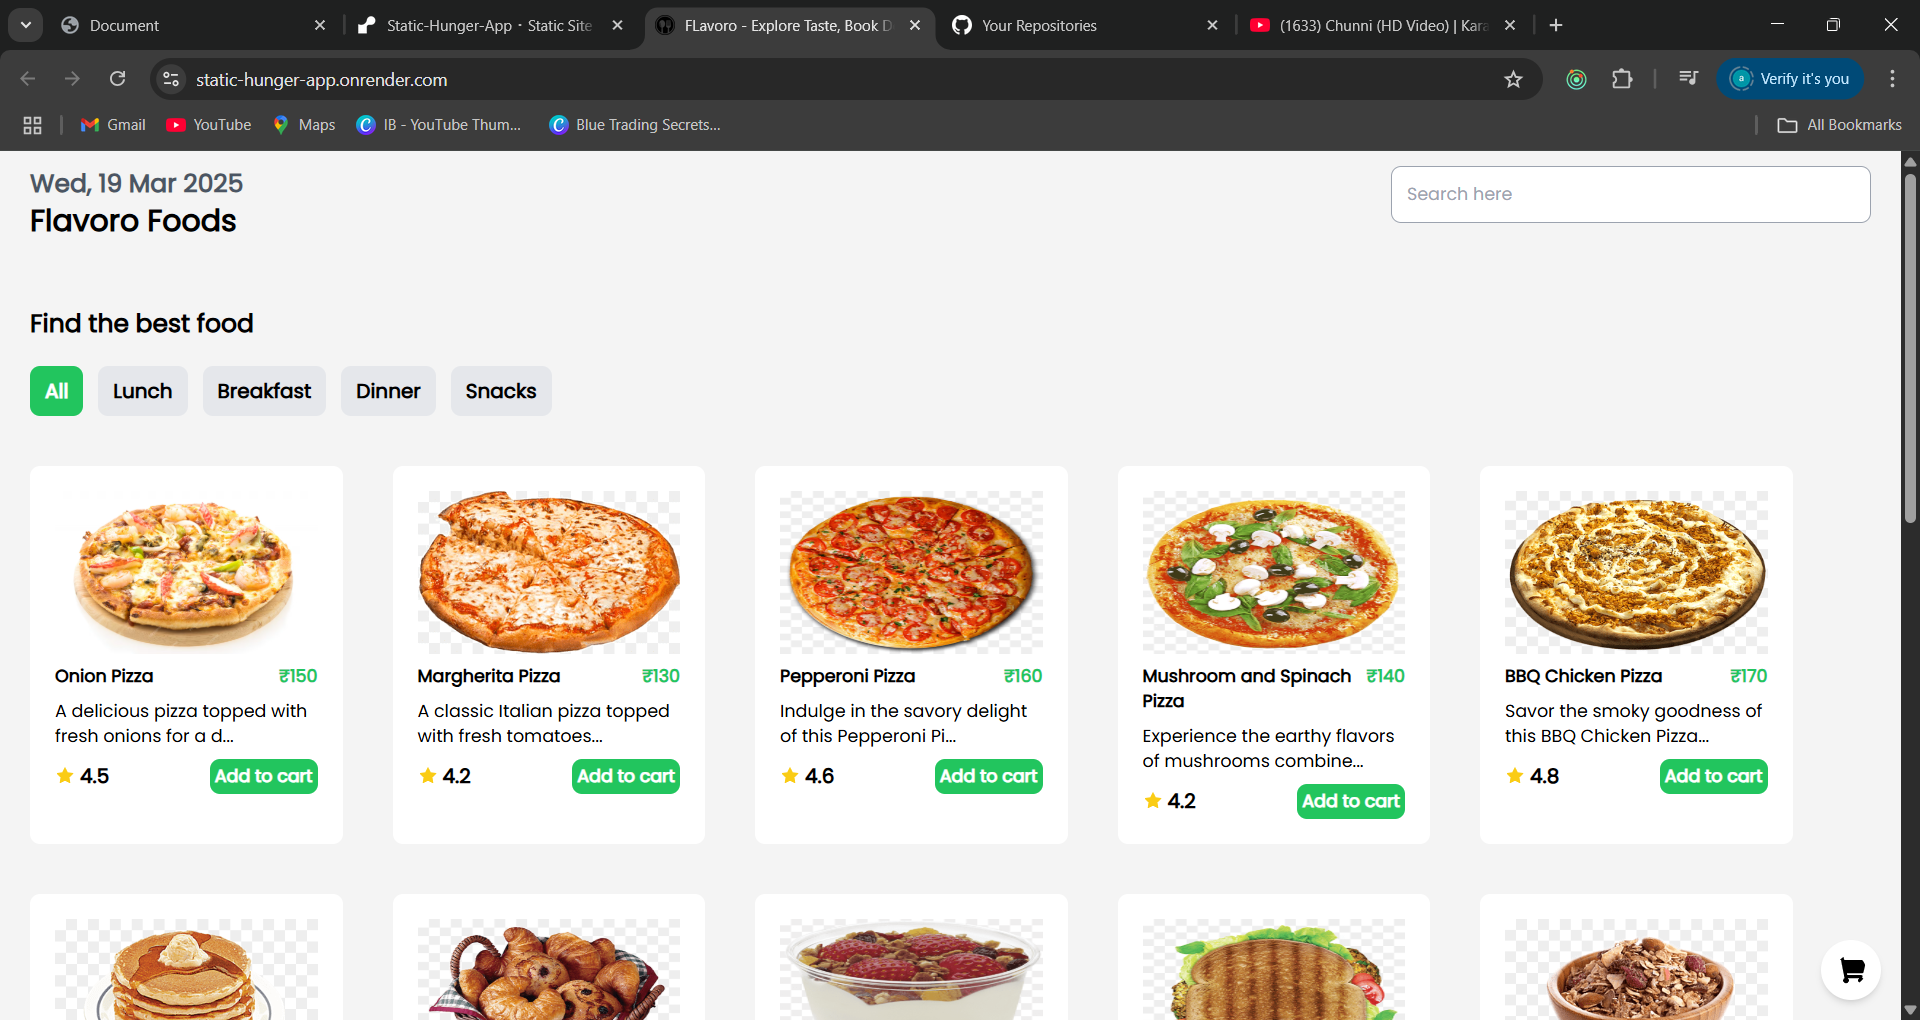 Document
Static-Hunger-App · Static Site
FLavoro - Explore Taste, Book D
Your Repositories
(1633) Chunni (HD Video) | Kara
static-hunger-app.onrender.com
a
Verify it's you
Gmail
YouTube
Maps
IB - YouTube Thum...
Blue Trading Secrets...
All Bookmarks
Wed, 19 Mar 2025
Flavoro Foods
Search here
Find the best food
All
Lunch
Breakfast
Dinner
Snacks
Onion Pizza ₹150
A delicious pizza topped with
fresh onions for a d...
4.5
Add to cart
Margherita Pizza ₹130
A classic Italian pizza topped
with fresh tomatoes...
4.2
Add to cart
Pepperoni Pizza ₹160
Indulge in the savory delight
of this Pepperoni Pi...
4.6
Add to cart
Mushroom and Spinach ₹140
Pizza
Experience the earthy flavors
of mushrooms combine...
4.2
Add to cart
BBQ Chicken Pizza ₹170
Savor the smoky goodness of
this BBQ Chicken Pizza...
4.8
Add to cart